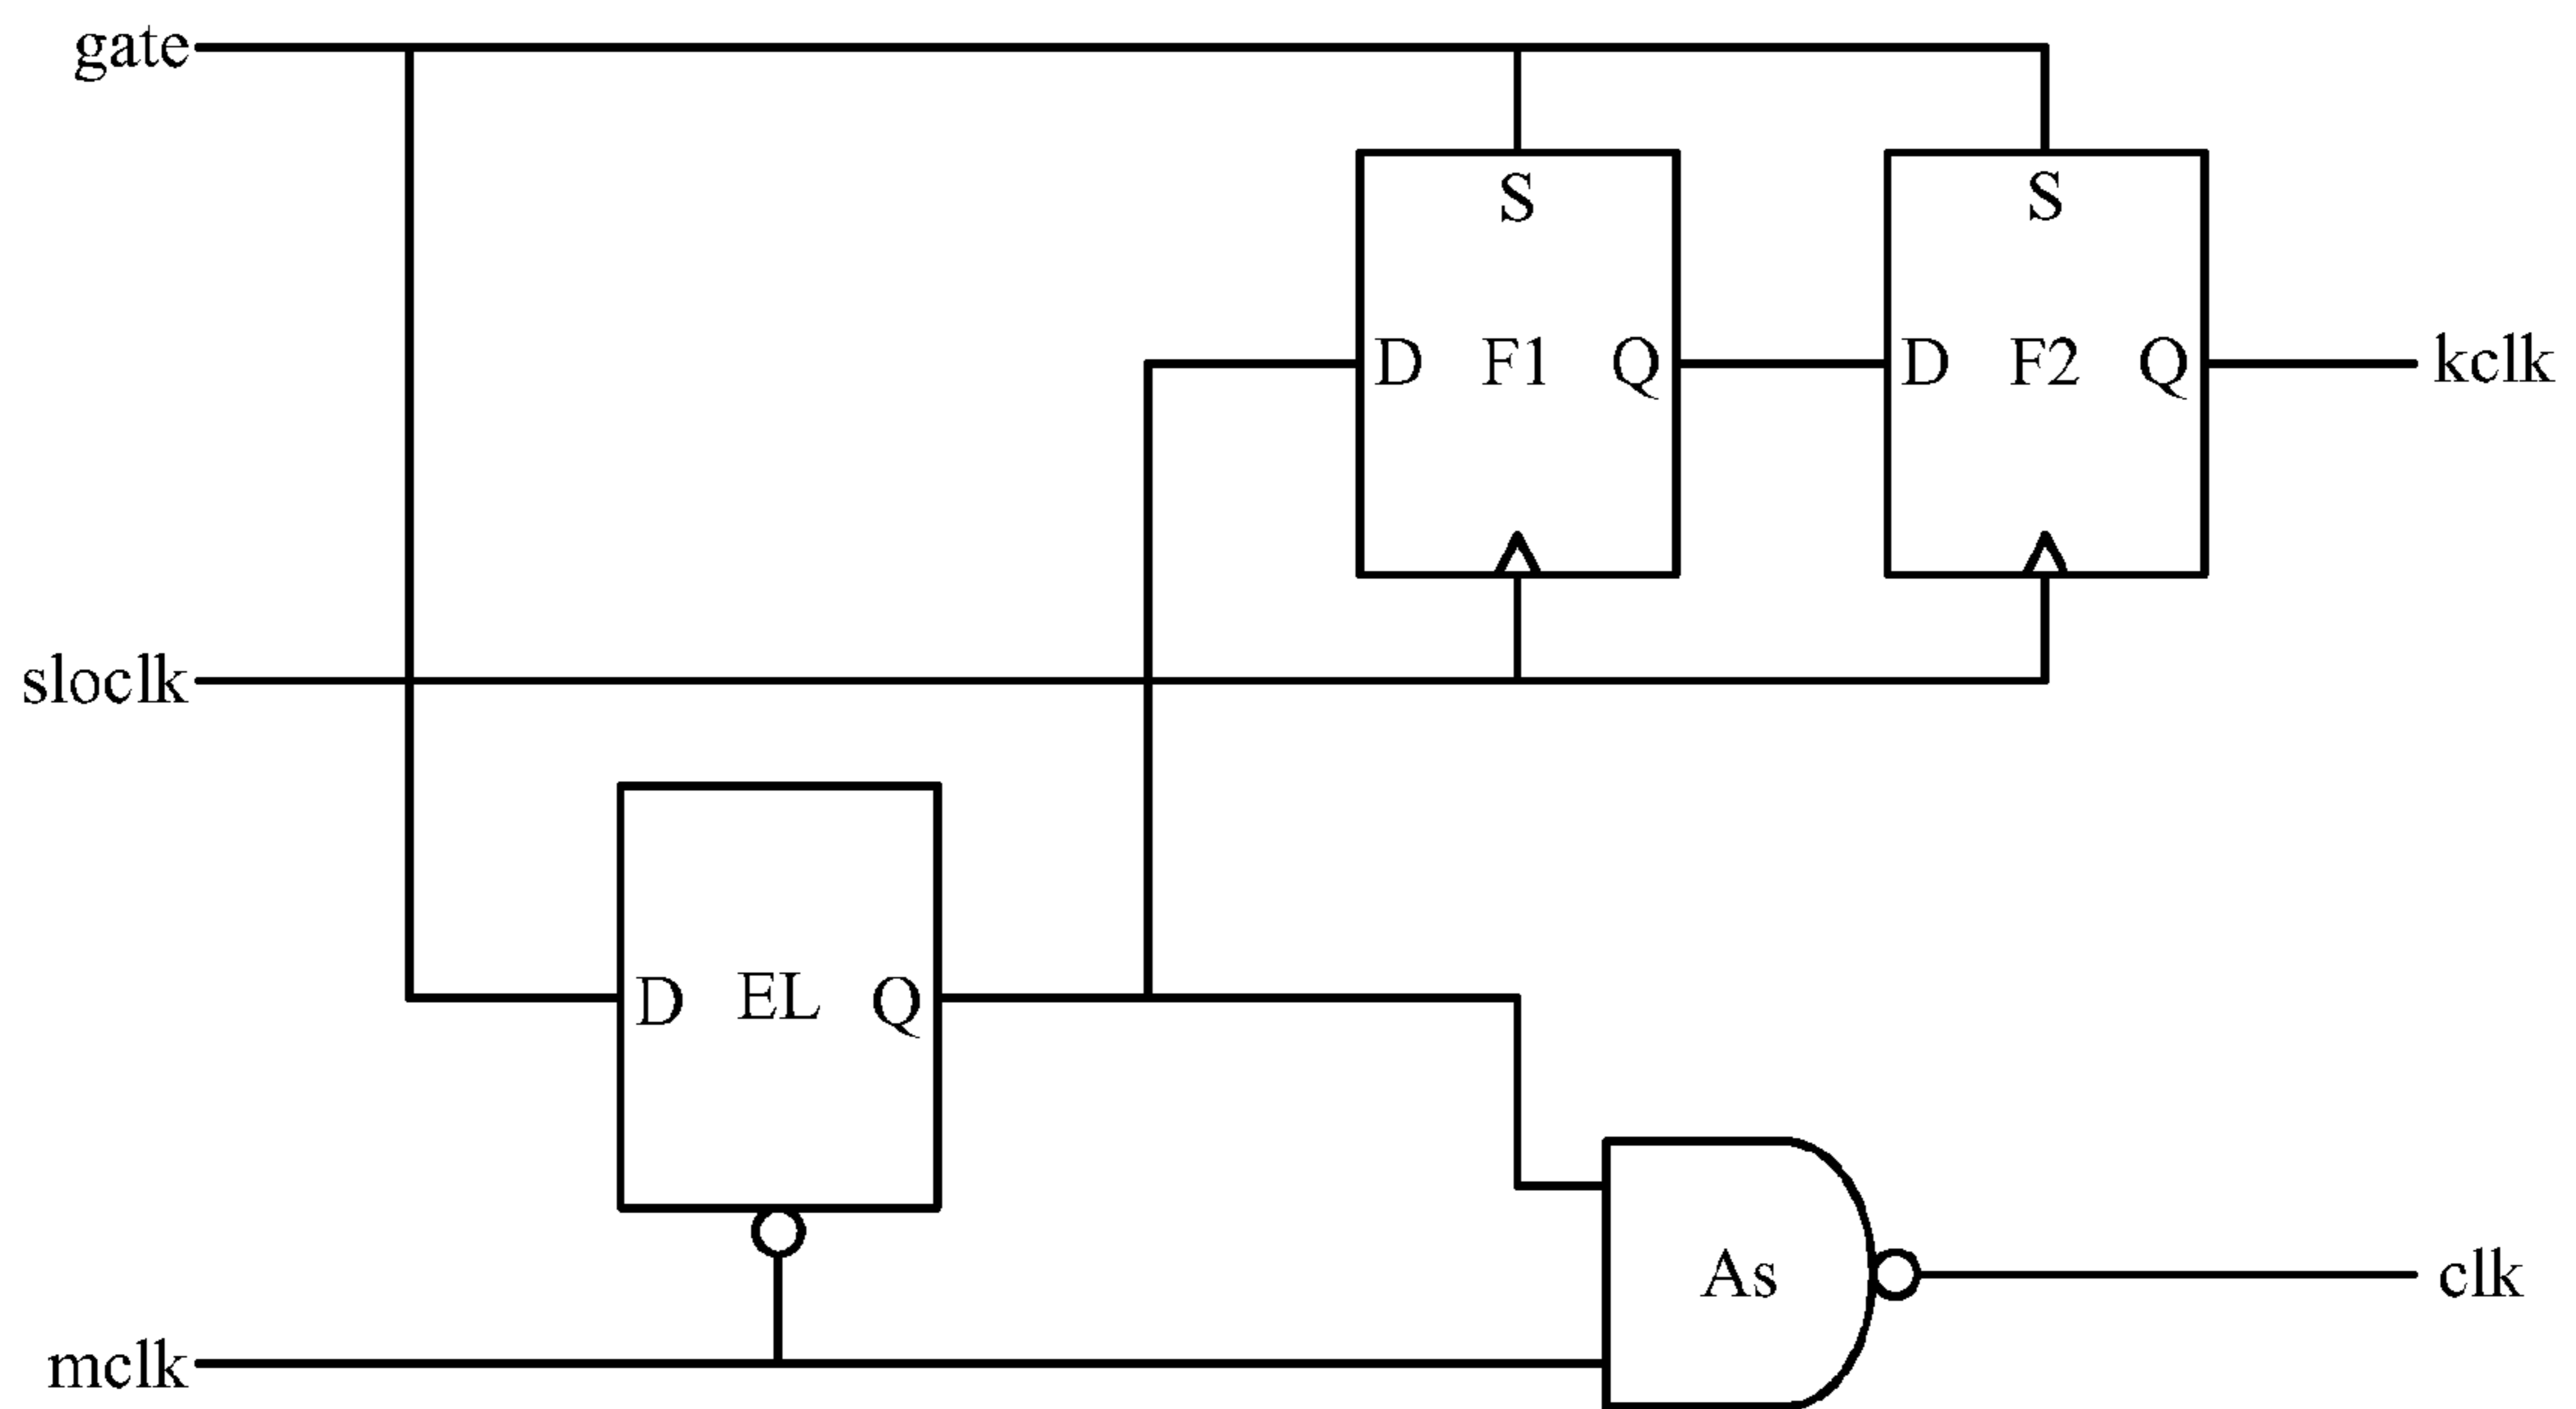 gate
S
S
D F1 Q
D F2 Q
kclk
sloclk
D EL Q
As
clk
mclk